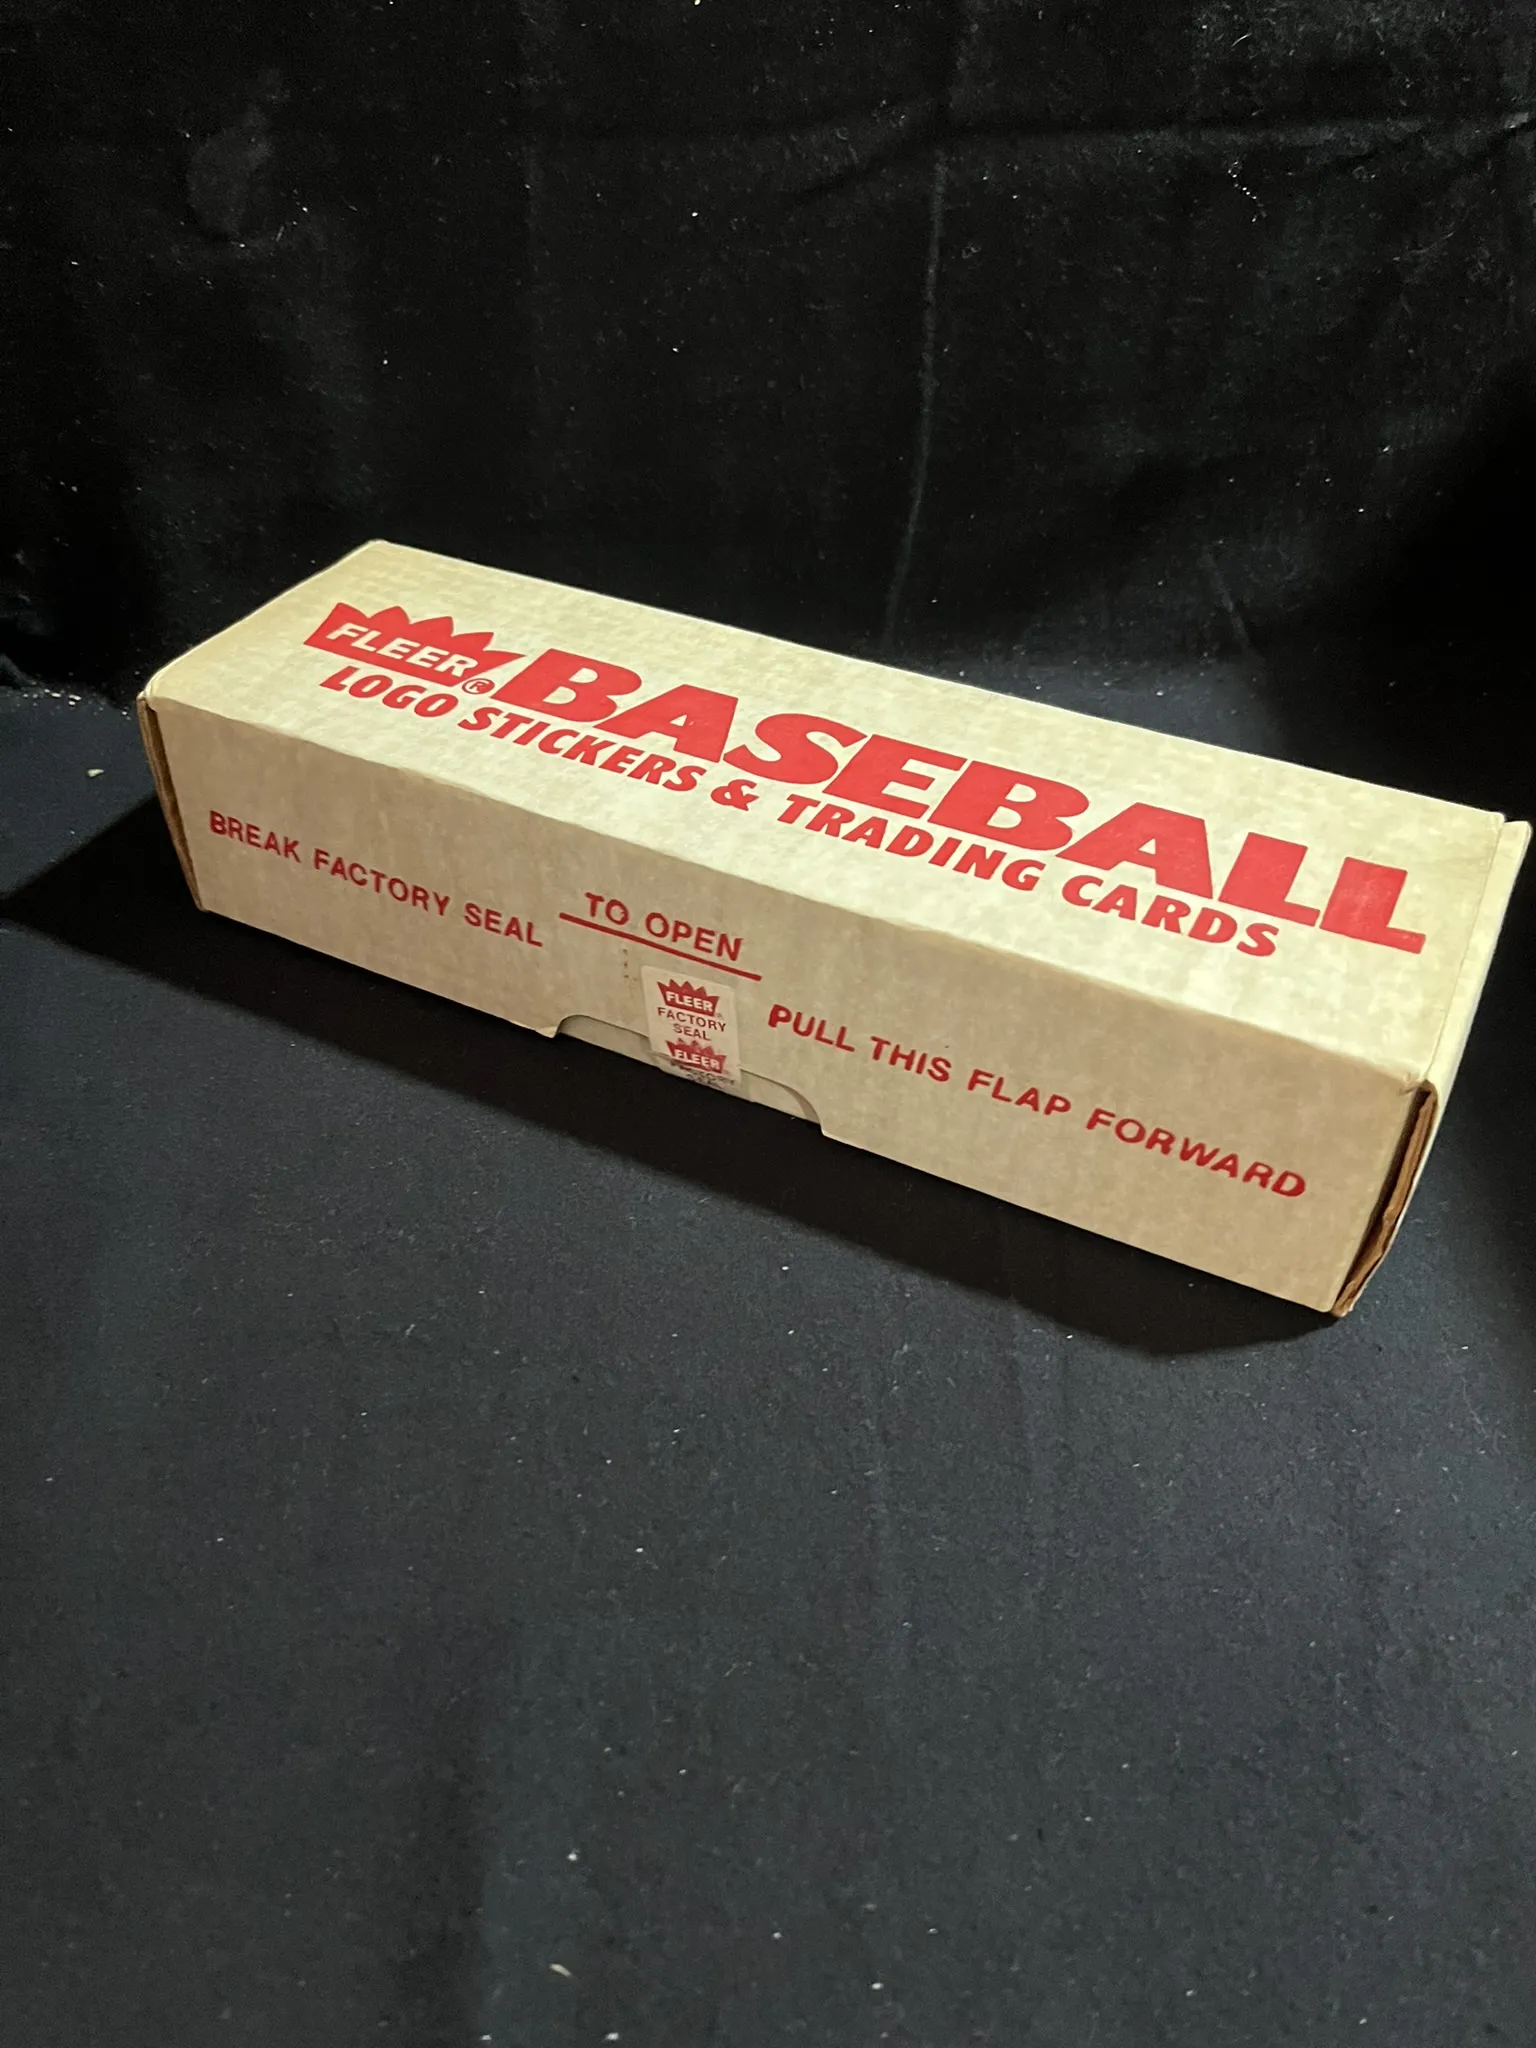 FLEER® BASEBALL
LOGO STICKERS & TRADING CARDS
BREAK FACTORY SEAL
TO OPEN
PULL THIS FLAP FORWARD
FLEER®
FACTORY
SEAL
FLEER
FACTORY